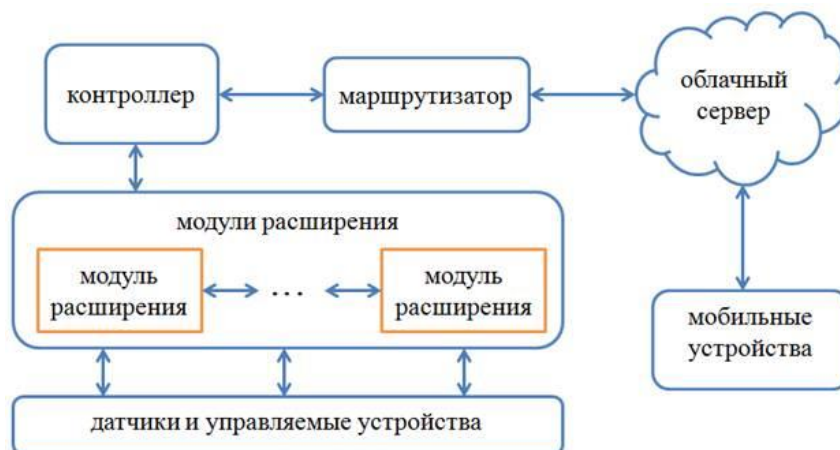 контроллер
маршрутизатор
облачный
сервер
модули расширения
модуль
расширения
...
модуль
расширения
мобильные
устройства
датчики и управляемые устройства